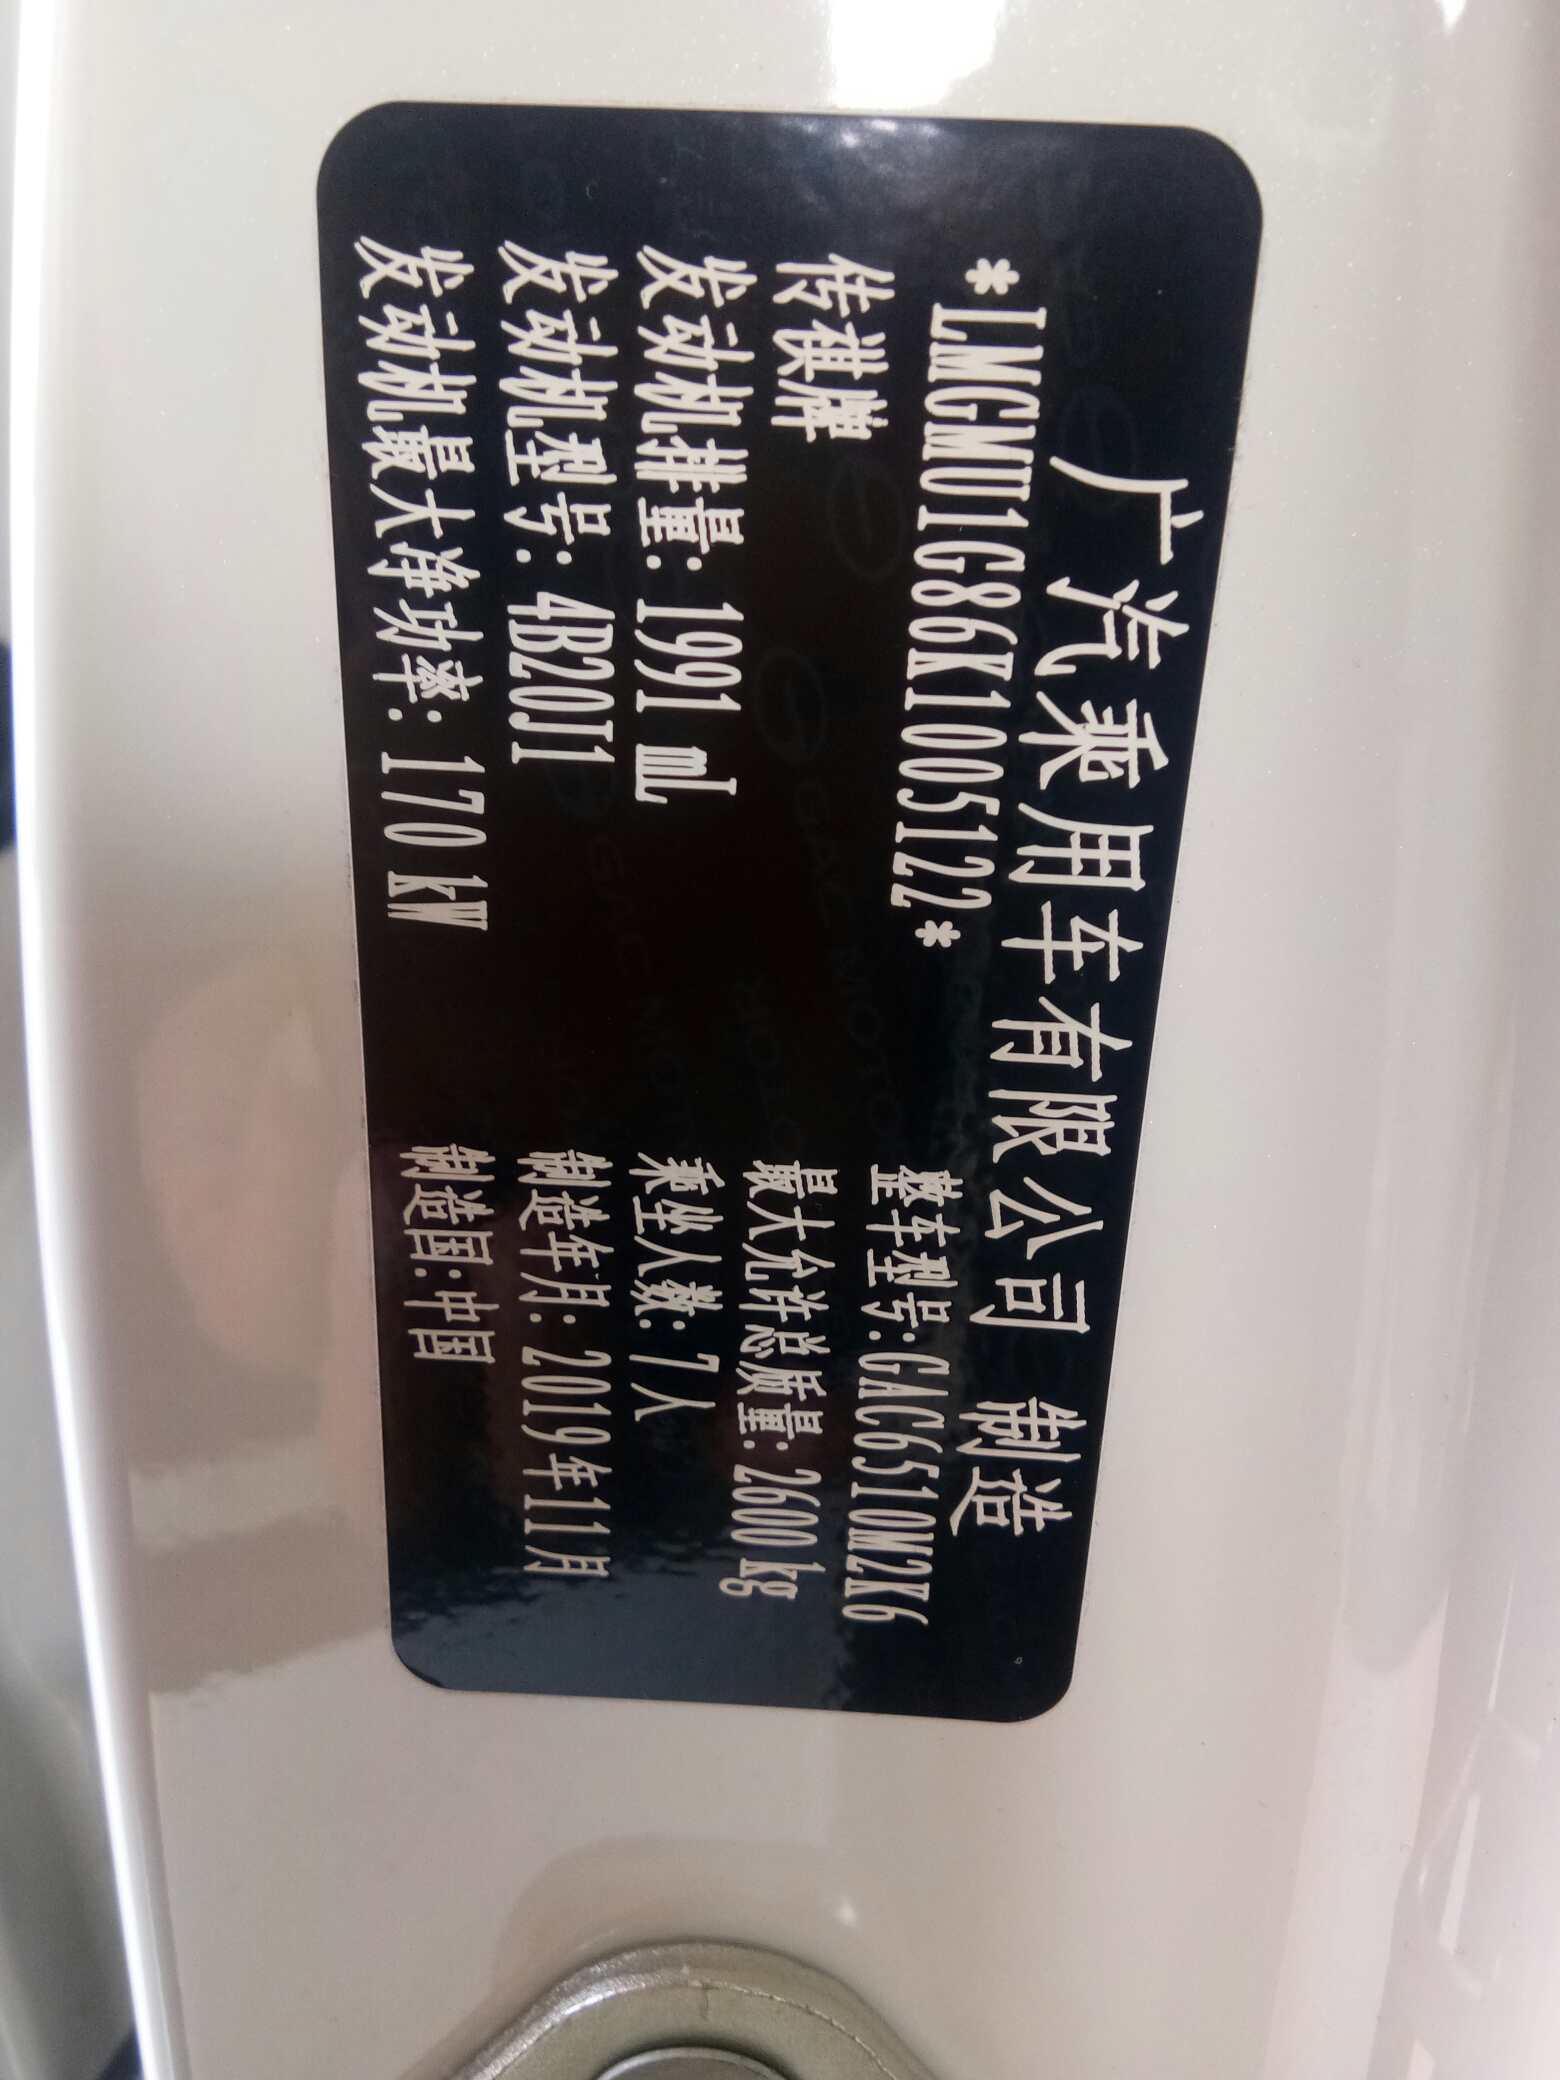 广汽乘用车有限公司 制造
*LMGMU1G86K1005122*
整车型号:GAC6510M2K6
传祺牌
最大允许总质量: 2600 kg
发动机排量: 1991 mL
乘坐人数: 7人
发动机型号: 4B20J1
制造年月: 2019年11月
发动机最大净功率: 170 kW
制造国:中国